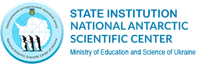 STATE INSTITUTION
NATIONAL ANTARCTIC
SCIENTIFIC CENTER
Ministry of Education and Science of Ukraine